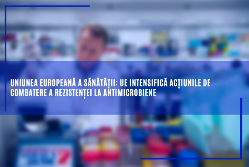 UNIUNEA EUROPEANĂ A SĂNĂTĂȚII: UE INTENSIFICĂ ACȚIUNILE DE
COMBATERE A REZISTENȚEI LA ANTIMICROBIENE